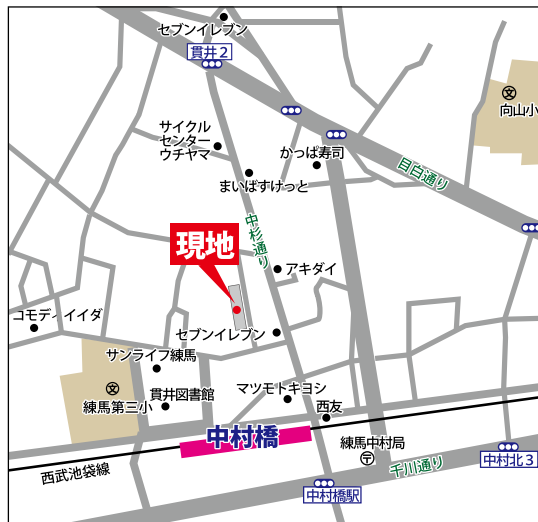 セブンイレブン
貫井2
向山小
サイクル
センター
ウチヤマ
かっぱ寿司
まいばすけっと
目白通り
中杉通り
現地
アキダイ
コモディイイダ
セブンイレブン
サンライフ練馬
貫井図書館
練馬第三小
マツモトキヨシ
西友
中村橋
練馬中村局
西武池袋線
千川通り
中村北3
中村橋駅